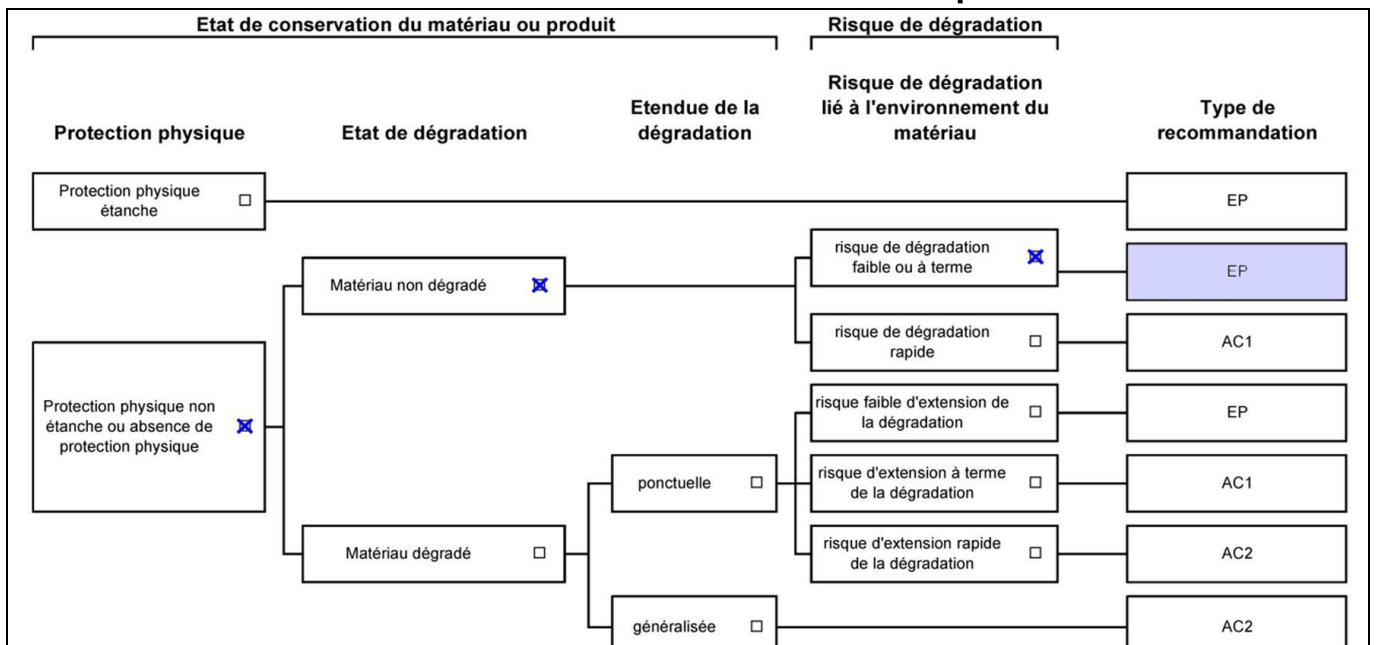 Etat de conservation du matériau ou produit
Risque de dégradation
Protection physique
Etat de dégradation
Etendue de la
dégradation
Risque de dégradation
lié à l'environnement du
matériau
Type de
recommandation
Protection physique
étanche
EP
risque de dégradation
faible ou à terme
EP
Matériau non dégradé
risque de dégradation
rapide
AC1
Protection physique non
étanche ou absence de
protection physique
risque faible d'extension de
la dégradation
EP
ponctuelle
risque d'extension à terme
de la dégradation
AC1
Matériau dégradé
risque d'extension rapide
de la dégradation
AC2
généralisée
AC2